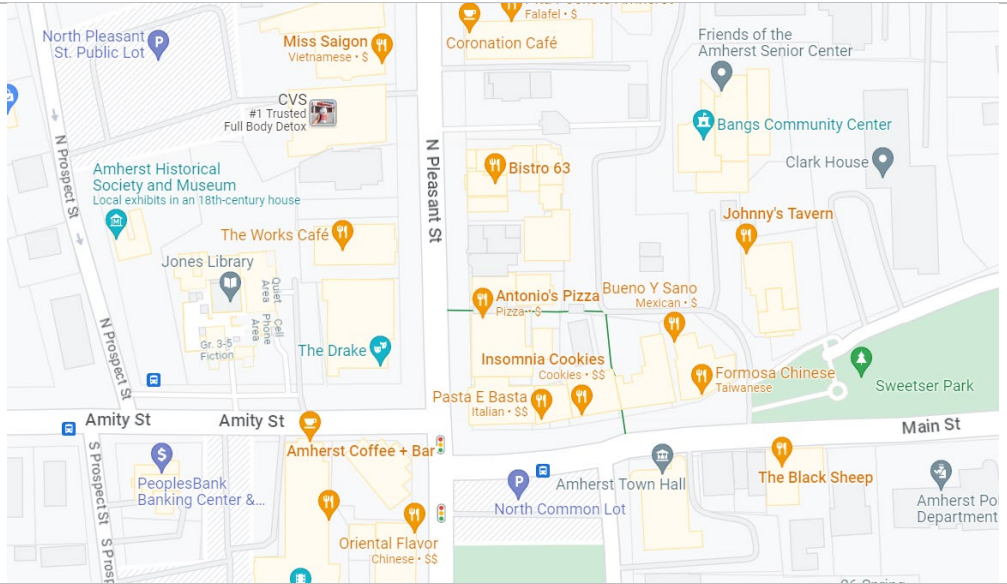 Falafel • $
North Pleasant
St. Public Lot
P
Miss Saigon
Vietnamese • $
Coronation Café
Friends of the
Amherst Senior Center
CVS
#1 Trusted
Full Body Detox
Bangs Community Center
N Prospect St
N Pleasant St
Clark House
Bistro 63
Amherst Historical
Society and Museum
Local exhibits in an 18th-century house
Johnny's Tavern
The Works Café
Jones Library
Quiet
Area
Cell
Phone
Area
Gr. 3-5
Fiction
Antonio's Pizza
Pizza • $
Bueno Y Sano
Mexican • $
N Prospect St
The Drake
Insomnia Cookies
Cookies • $$
Formosa Chinese
Taiwanese
Sweetser Park
Pasta E Basta
Italian • $$
Amity St
Amity St
Main St
Amherst Coffee + Bar
S Prospect St
$
PeoplesBank
Banking Center &...
P
North Common Lot
Amherst Town Hall
The Black Sheep
Amherst Po
Department
Oriental Flavor
Chinese • $$
S Prosp